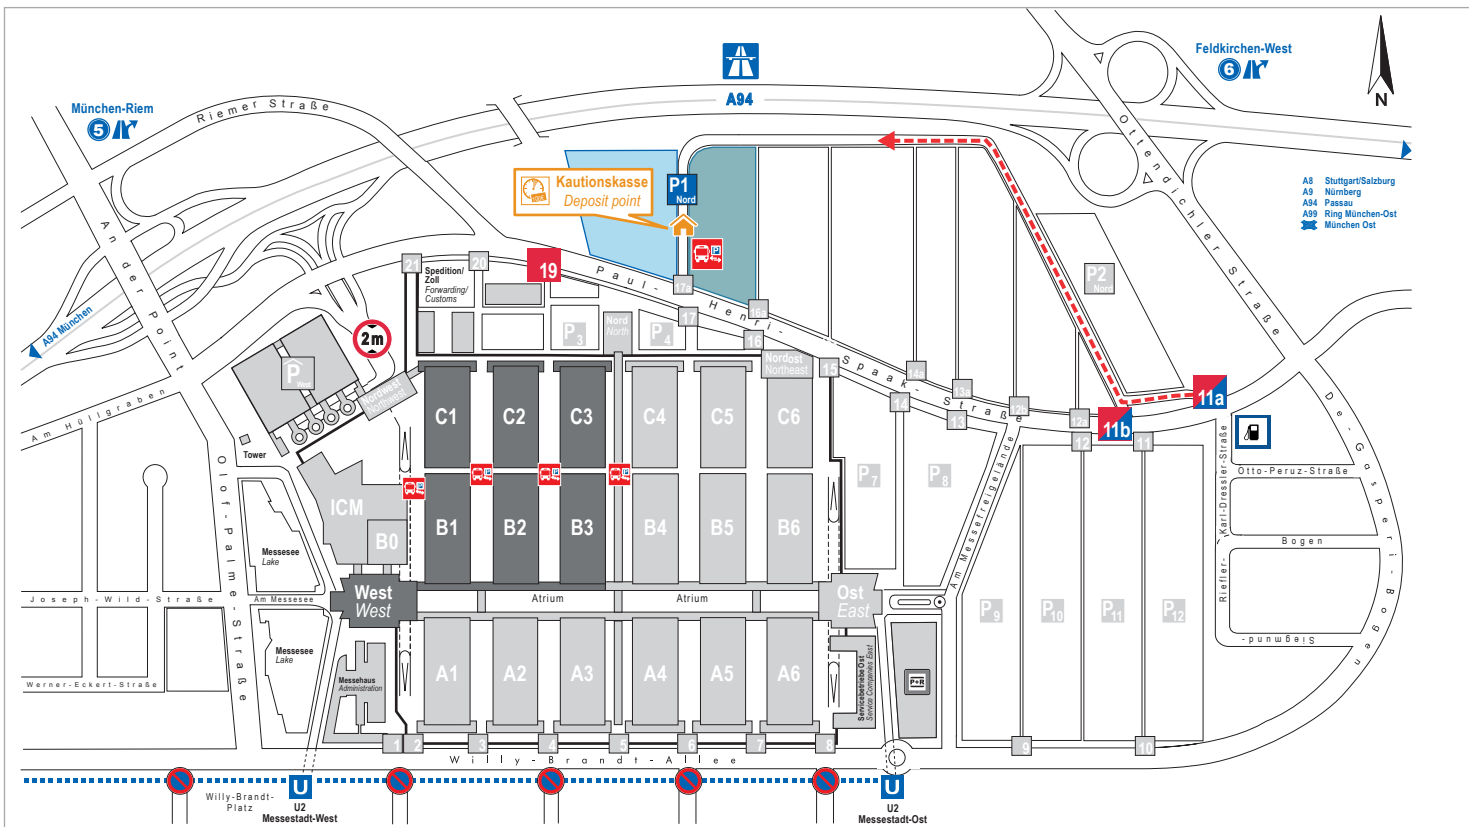 A94
Feldkirchen-West
6
N
München-Riem
5
Riemer Straße
Ottendichler Straße
A8 Stuttgart/Salzburg
A9 Nürnberg
A94 Passau
A99 Ring München-Ost
München Ost
Kautionskasse
Deposit point
P1
Nord
An der Point
A94 München
21
Spedition/
Zoll
Forwarding/
Customs
20
19
Paul-Henri-Spaak-Straße
17a
16a
P2
Nord
2m
P
West
P3
Nord
North
P4
17
16
Nordost
Northeast
15
14a
13a
12b
12a
11b
11a
14
13
12
11
Nordwest
Northwest
C1
C2
C3
C4
C5
C6
Am Hüllgraben
Tower
Olof-Palme-Straße
ICM
B0
B1
B2
B3
B4
B5
B6
P7
P8
Am Messefreigelände
Karl-Dressler-Straße
Otto-Peruz-Straße
De-Gasperi-Bogen
Riefler-
Bogen
Siegmund-
Messesee
Lake
Joseph-Wild-Straße
Am Messesee
West
West
Atrium
Atrium
Ost
East
P9
P10
P11
P12
Messesee
Lake
Werner-Eckert-Straße
Messehaus
Administration
A1
A2
A3
A4
A5
A6
Servicebetriebe Ost
Service Companies East
P+R
1
2
3
4
5
6
7
8
9
10
Willy-Brandt-Allee
Willy-Brandt-
Platz
U
U2
Messestadt-West
U
U2
Messestadt-Ost